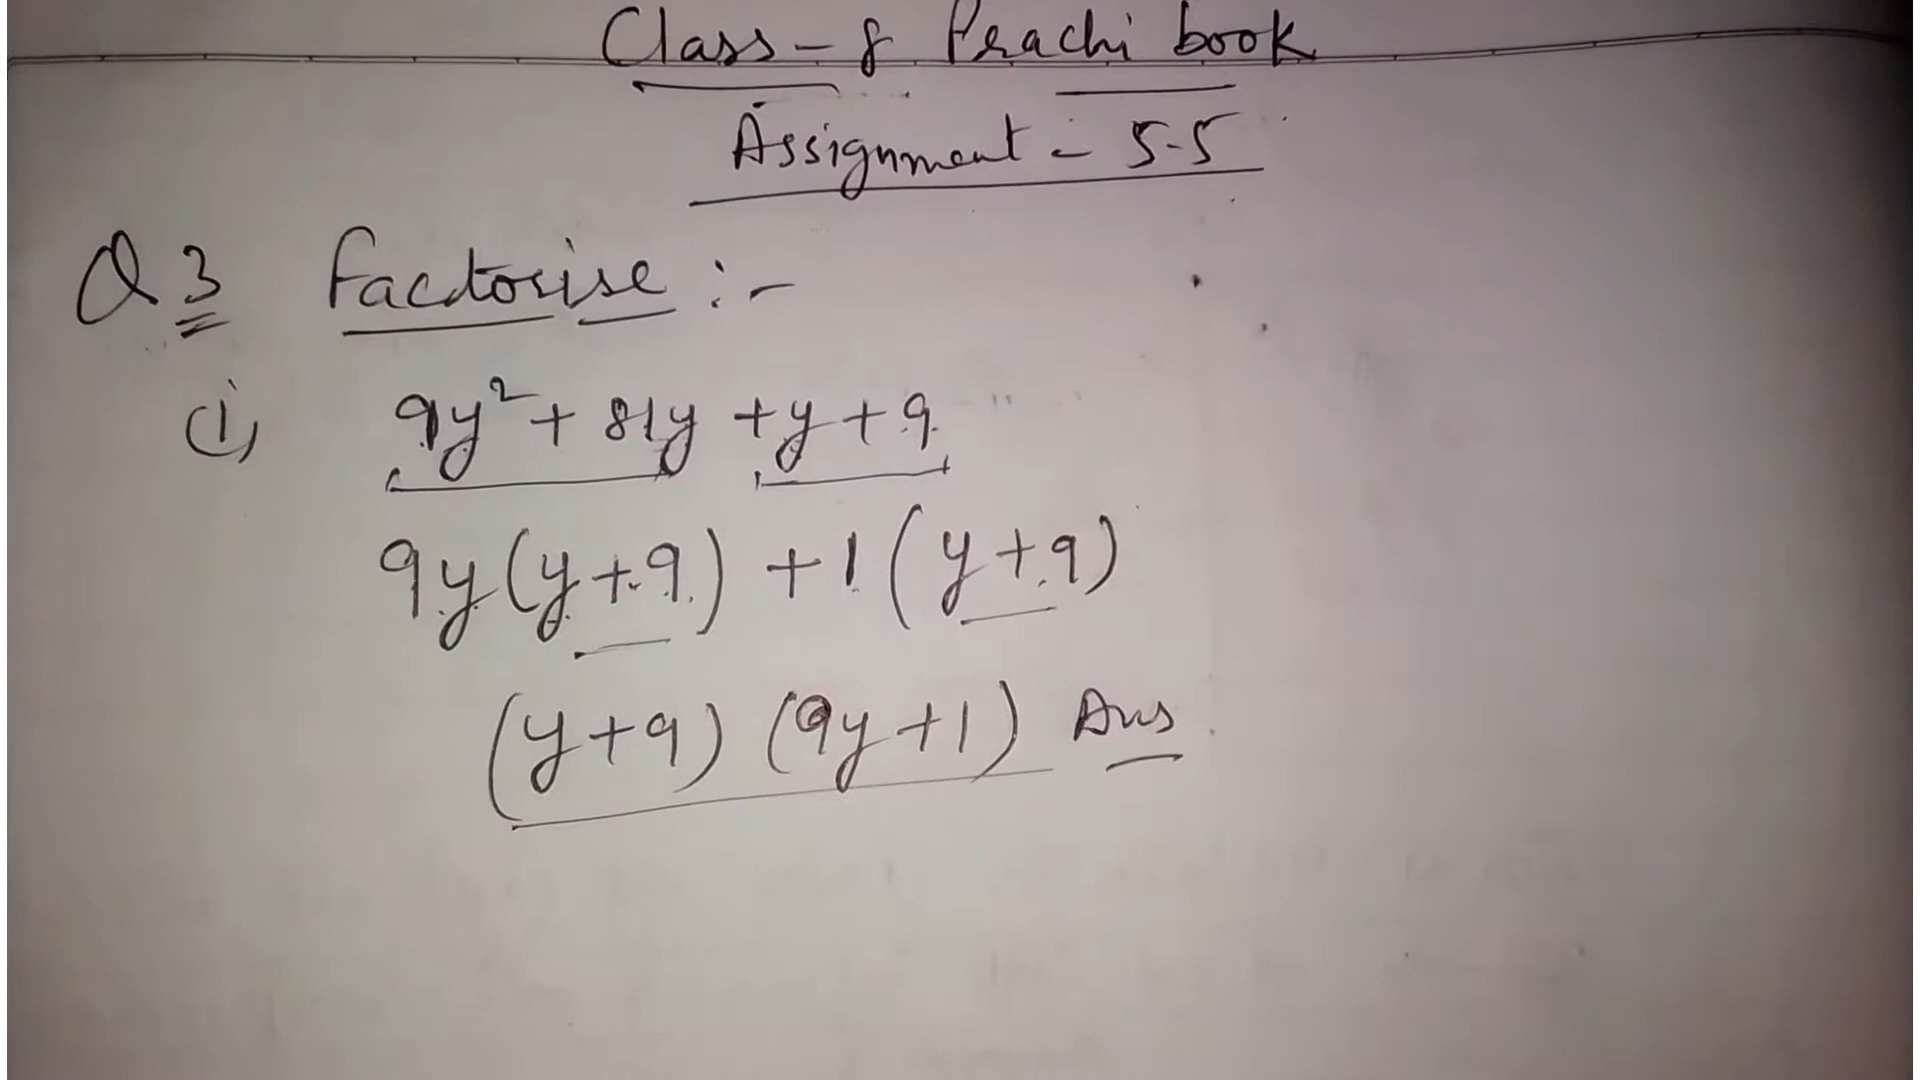 Class - 8 Prachi book
Assignment - 5.5
Q 3 Factorise :-
(i) 9y² + 81y + y + 9
9y(y+9) + 1(y+9)
(y+9) (9y+1) Ans